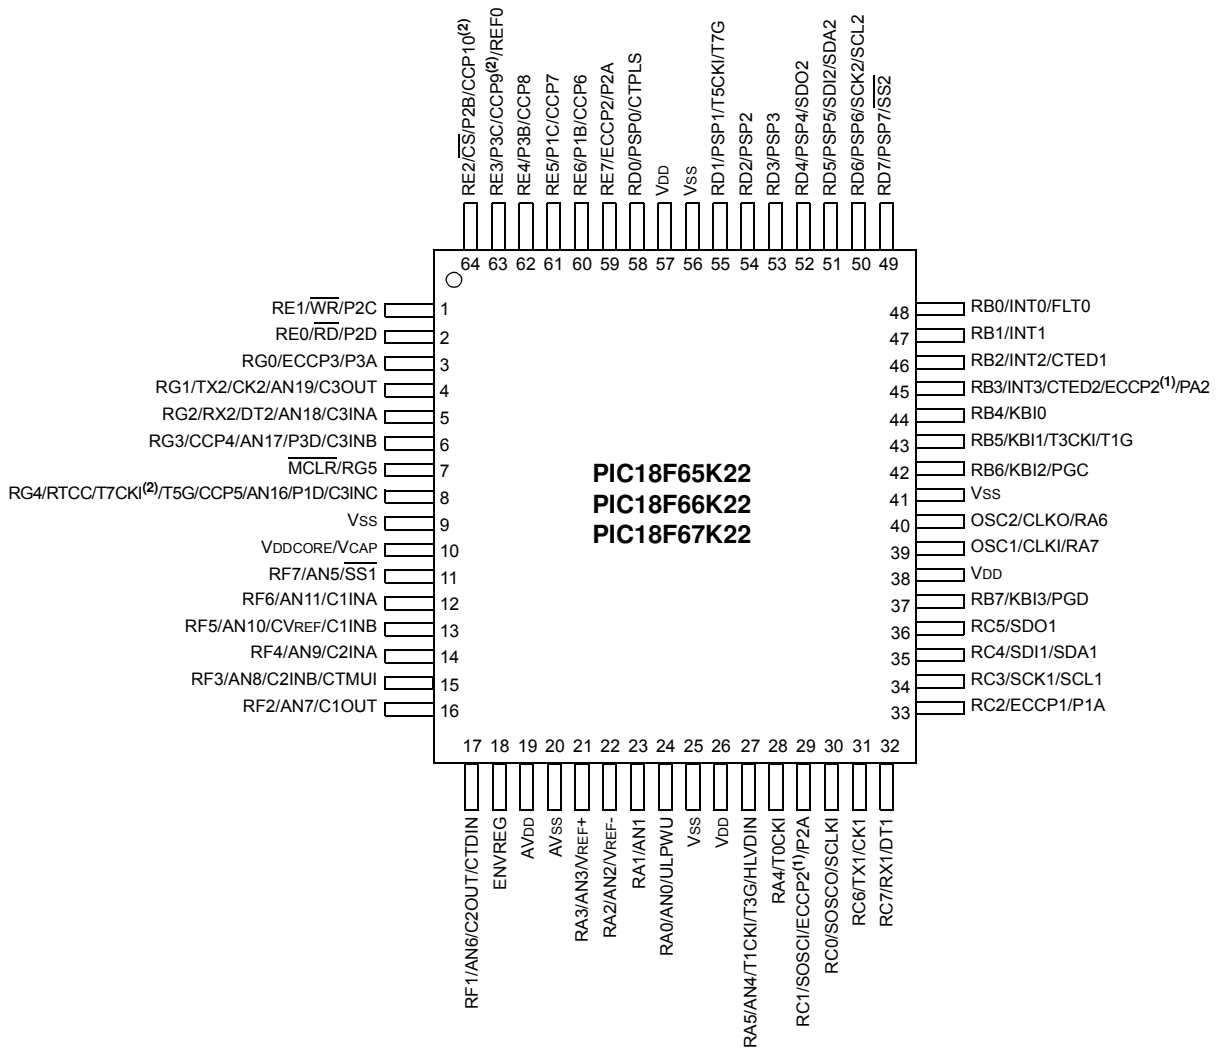 RE2/CS/P2B/CCP10(2)
RE3/P3C/CCP9(2)/REF0
RE4/P3B/CCP8
RE5/P1C/CCP7
RE6/P1B/CCP6
RE7/ECCP2/P2A
RD0/PSP0/CTPLS
VDD
VSS
RD1/PSP1/T5CKI/T7G
RD2/PSP2
RD3/PSP3
RD4/PSP4/SDO2
RD5/PSP5/SDI2/SDA2
RD6/PSP6/SCK2/SCL2
RD7/PSP7/SS2
64 63 62 61 60 59 58 57 56 55 54 53 52 51 50 49
RE1/WR/P2C 1
RE0/RD/P2D 2
RG0/ECCP3/P3A 3
RG1/TX2/CK2/AN19/C3OUT 4
RG2/RX2/DT2/AN18/C3INA 5
RG3/CCP4/AN17/P3D/C3INB 6
MCLR/RG5 7
RG4/RTCC/T7CKI(2)/T5G/CCP5/AN16/P1D/C3INC 8
VSS 9
VDDCORE/VCAP 10
RF7/AN5/SS1 11
RF6/AN11/C1INA 12
RF5/AN10/CVREF/C1INB 13
RF4/AN9/C2INA 14
RF3/AN8/C2INB/CTMUI 15
RF2/AN7/C1OUT 16
PIC18F65K22
PIC18F66K22
PIC18F67K22
48 RB0/INT0/FLT0
47 RB1/INT1
46 RB2/INT2/CTED1
45 RB3/INT3/CTED2/ECCP2(1)/PA2
44 RB4/KBI0
43 RB5/KBI1/T3CKI/T1G
42 RB6/KBI2/PGC
41 VSS
40 OSC2/CLKO/RA6
39 OSC1/CLKI/RA7
38 VDD
37 RB7/KBI3/PGD
36 RC5/SDO1
35 RC4/SDI1/SDA1
34 RC3/SCK1/SCL1
33 RC2/ECCP1/P1A
17 18 19 20 21 22 23 24 25 26 27 28 29 30 31 32
RF1/AN6/C2OUT/CTDIN
ENVREG
AVDD
AVSS
RA3/AN3/VREF+
RA2/AN2/VREF-
RA1/AN1
RA0/AN0/ULPWU
VSS
VDD
RA5/AN4/T1CKI/T3G/HLVDIN
RA4/T0CKI
RC1/SOSCI/ECCP2(1)/P2A
RC0/SOSCO/SCLKI
RC6/TX1/CK1
RC7/RX1/DT1